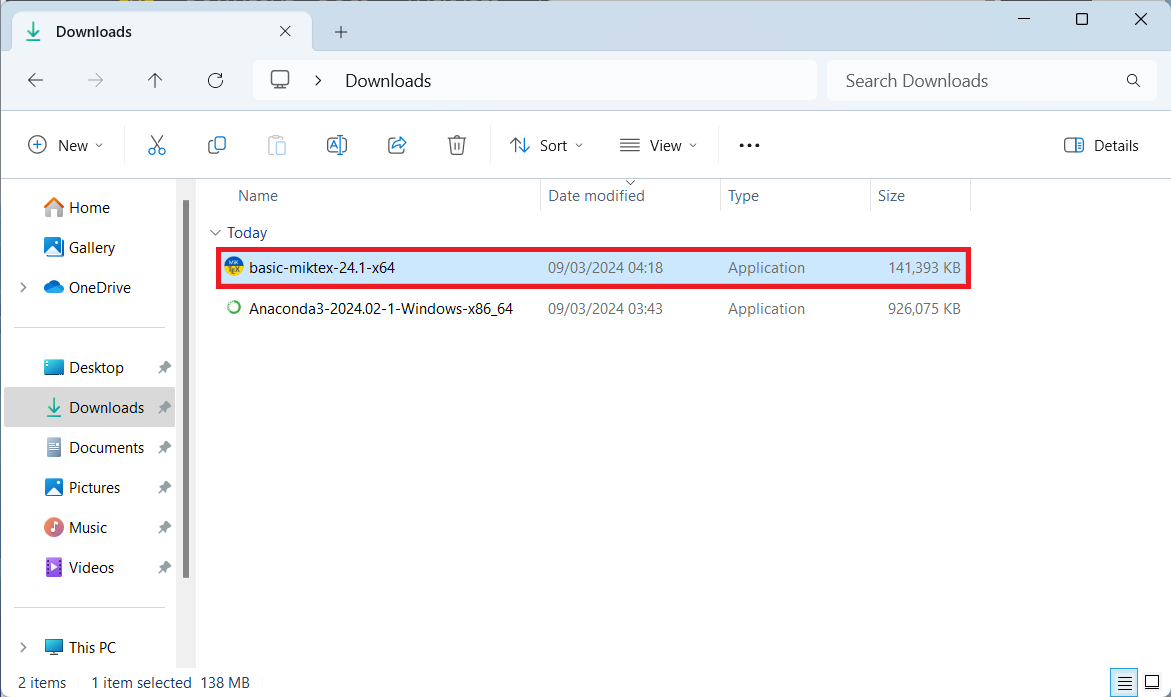 Downloads
Downloads
Search Downloads
New
Sort
View
Details
Name Date modified Type Size
Home
Gallery
OneDrive
Desktop
Downloads
Documents
Pictures
Music
Videos
This PC
Today
basic-miktex-24.1-x64 09/03/2024 04:18 Application 141,393 KB
Anaconda3-2024.02-1-Windows-x86_64 09/03/2024 03:43 Application 926,075 KB
2 items 1 item selected 138 MB